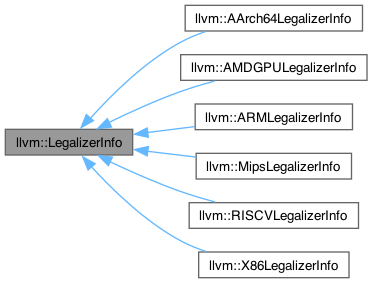 llvm::AArch64LegalizerInfo
llvm::AMDGPULegalizerInfo
llvm::ARMLegalizerInfo
llvm::LegalizerInfo
llvm::MipsLegalizerInfo
llvm::RISCVLegalizerInfo
llvm::X86LegalizerInfo